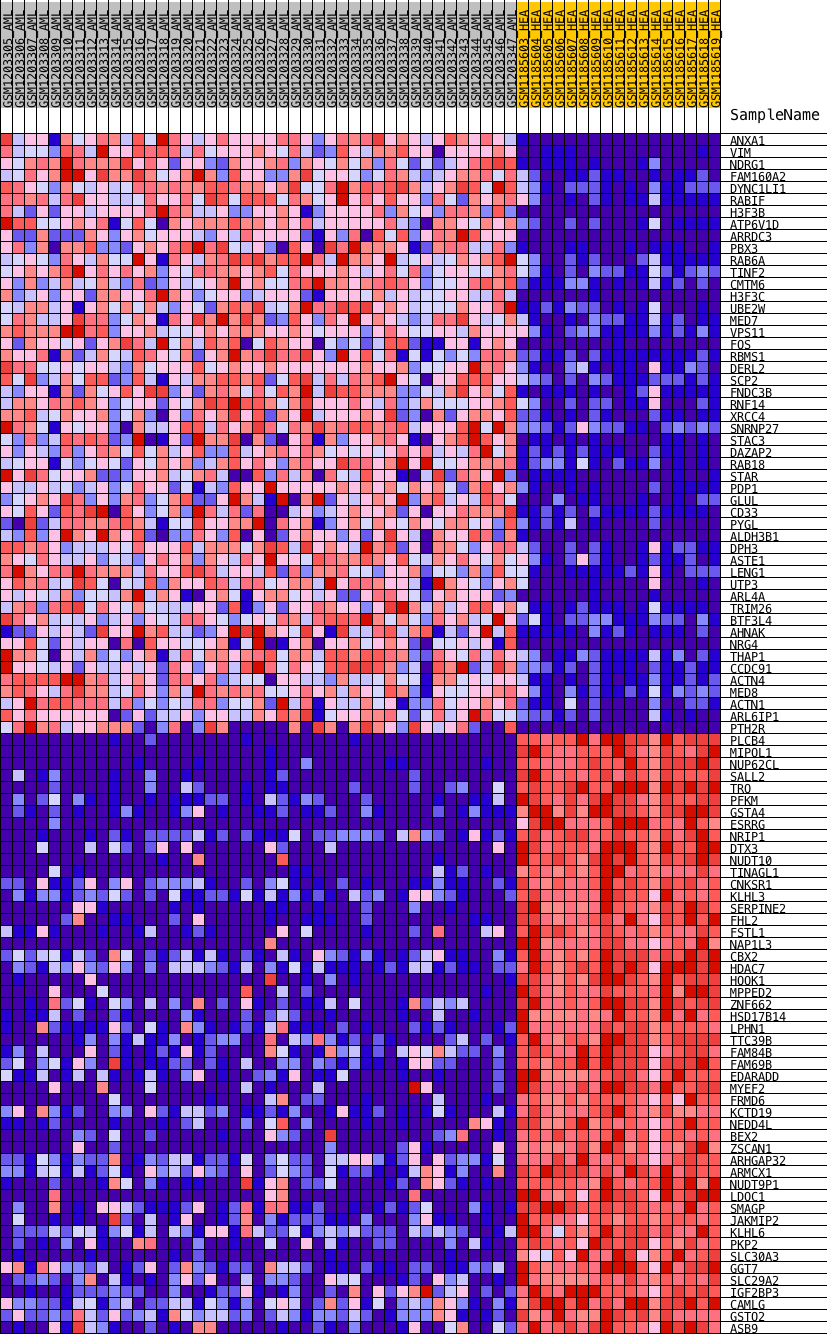 GSM1203305_AML
GSM1203306_AML
GSM1203307_AML
GSM1203308_AML
GSM1203309_AML
GSM1203310_AML
GSM1203311_AML
GSM1203312_AML
GSM1203313_AML
GSM1203314_AML
GSM1203315_AML
GSM1203316_AML
GSM1203317_AML
GSM1203318_AML
GSM1203319_AML
GSM1203320_AML
GSM1203321_AML
GSM1203322_AML
GSM1203323_AML
GSM1203324_AML
GSM1203325_AML
GSM1203326_AML
GSM1203327_AML
GSM1203328_AML
GSM1203329_AML
GSM1203330_AML
GSM1203331_AML
GSM1203332_AML
GSM1203333_AML
GSM1203334_AML
GSM1203335_AML
GSM1203336_AML
GSM1203337_AML
GSM1203338_AML
GSM1203339_AML
GSM1203340_AML
GSM1203341_AML
GSM1203342_AML
GSM1203343_AML
GSM1203344_AML
GSM1203345_AML
GSM1203346_AML
GSM1203347_AML
GSM1185603_HEA
GSM1185604_HEA
GSM1185605_HEA
GSM1185606_HEA
GSM1185607_HEA
GSM1185608_HEA
GSM1185609_HEA
GSM1185610_HEA
GSM1185611_HEA
GSM1185612_HEA
GSM1185613_HEA
GSM1185614_HEA
GSM1185615_HEA
GSM1185616_HEA
GSM1185617_HEA
GSM1185618_HEA
GSM1185619_HEA
SampleName
ANXA1
VIM
NDRG1
FAM160A2
DYNC1LI1
RABIF
H3F3B
ATP6V1D
ARRDC3
PBX3
RAB6A
TINF2
CMTM6
H3F3C
UBE2W
MED7
VPS11
FOS
RBMS1
DERL2
SCP2
FNDC3B
RNF14
XRCC4
SNRNP27
STAC3
DAZAP2
RAB18
STAR
PDP1
GLUL
CD33
PYGL
ALDH3B1
DPH3
ASTE1
LENG1
UTP3
ARL4A
TRIM26
BTF3L4
AHNAK
NRG4
THAP1
CCDC91
ACTN4
MED8
ACTN1
ARL6IP1
PTH2R
PLCB4
MIPOL1
NUP62CL
SALL2
TRO
PFKM
GSTA4
ESRRG
NRIP1
DTX3
NUDT10
TINAGL1
CNKSR1
KLHL3
SERPINE2
FHL2
FSTL1
NAP1L3
CBX2
HDAC7
HOOK1
MPPED2
ZNF662
HSD17B14
LPHN1
TTC39B
FAM84B
FAM69B
EDARADD
MYEF2
FRMD6
KCTD19
NEDD4L
BEX2
ZSCAN1
ARHGAP32
ARMCX1
NUDT9P1
LDOC1
SMAGP
JAKMIP2
KLHL6
PKP2
SLC30A3
GGT7
SLC29A2
IGF2BP3
CAMLG
GSTO2
ASB9